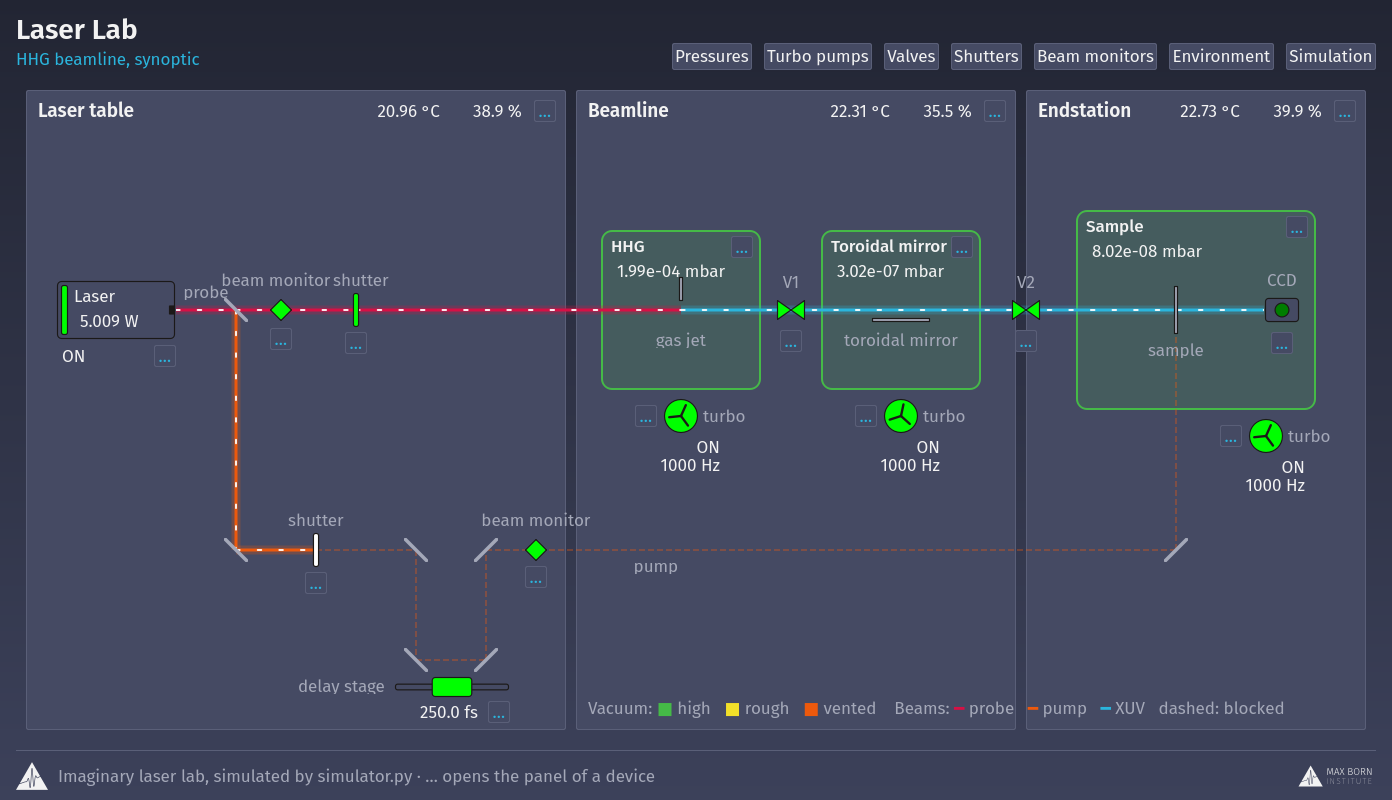 Laser Lab
HHG beamline, synoptic
Pressures Turbo pumps Valves Shutters Beam monitors Environment Simulation
Laser table 20.96 °C 38.9 % ...
Beamline 22.31 °C 35.5 % ...
Endstation 22.73 °C 39.9 % ...
Laser
5.009 W
ON ...
probe
beam monitor
...
shutter
...
HHG ...
1.99e-04 mbar
gas jet
... turbo
ON
1000 Hz
V1
...
Toroidal mirror ...
3.02e-07 mbar
toroidal mirror
... turbo
ON
1000 Hz
V2
...
Sample ...
8.02e-08 mbar
CCD
...
sample
... turbo
ON
1000 Hz
shutter
...
beam monitor
...
pump
delay stage
250.0 fs ...
Vacuum: high rough vented Beams: probe pump XUV dashed: blocked
Imaginary laser lab, simulated by simulator.py · ... opens the panel of a device
MAX BORN
INSTITUTE